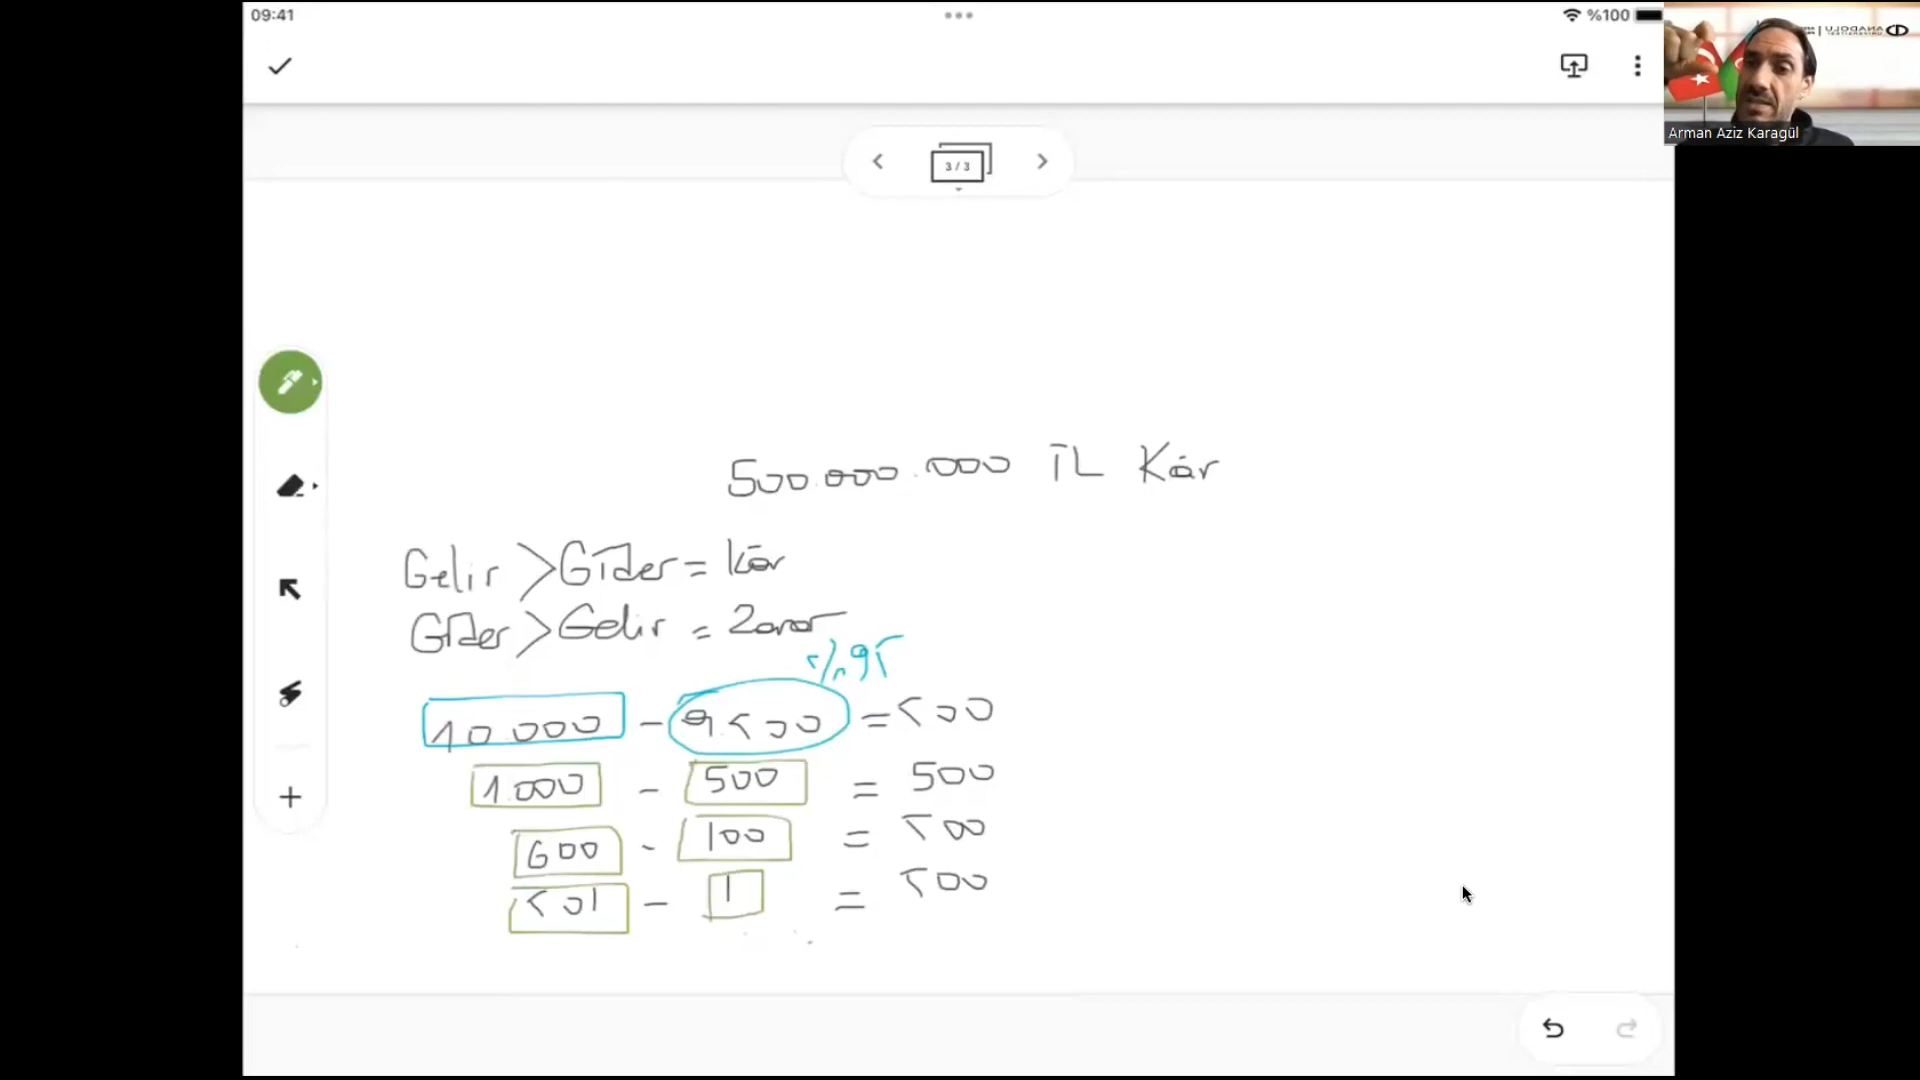 09:41
%100
ANADOLU
Arman Aziz Karagül
3 / 3
500.000.000 TL Kâr
Gelir > Gider = kâr
Gider > Gelir = Zarar
%95
10.000 - 9.500 = 500
1.000 - 500 = 500
600 - 100 = 500
501 - 1 = 500